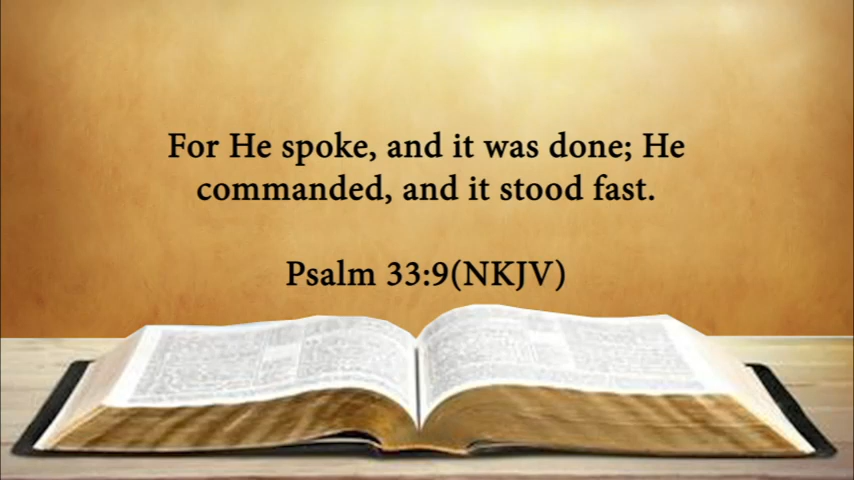 For He spoke, and it was done; He
commanded, and it stood fast.
Psalm 33:9(NKJV)